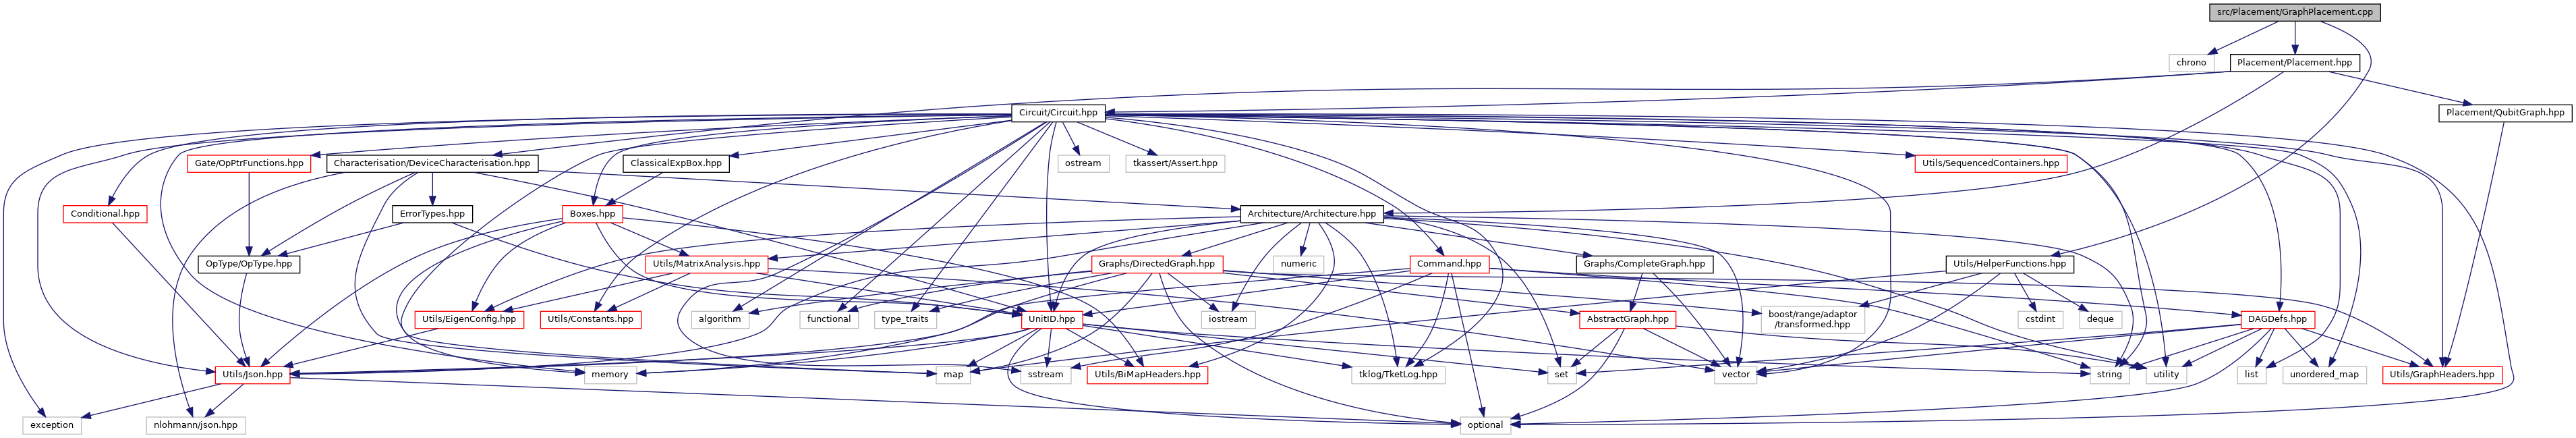 src/Placement/GraphPlacement.cpp
chrono
Placement/Placement.hpp
Circuit/Circuit.hpp
Placement/QubitGraph.hpp
Gate/OpPtrFunctions.hpp
Characterisation/DeviceCharacterisation.hpp
ClassicalExpBox.hpp
ostream
tkassert/Assert.hpp
Utils/SequencedContainers.hpp
Conditional.hpp
ErrorTypes.hpp
Boxes.hpp
Architecture/Architecture.hpp
OpType/OpType.hpp
Utils/MatrixAnalysis.hpp
Graphs/DirectedGraph.hpp
numeric
Command.hpp
Graphs/CompleteGraph.hpp
Utils/HelperFunctions.hpp
Utils/EigenConfig.hpp
Utils/Constants.hpp
algorithm
functional
type_traits
UnitID.hpp
iostream
AbstractGraph.hpp
boost/range/adaptor
/transformed.hpp
cstdint
deque
DAGDefs.hpp
Utils/Json.hpp
memory
map
sstream
Utils/BiMapHeaders.hpp
tklog/TketLog.hpp
set
vector
string
utility
list
unordered_map
Utils/GraphHeaders.hpp
exception
nlohmann/json.hpp
optional